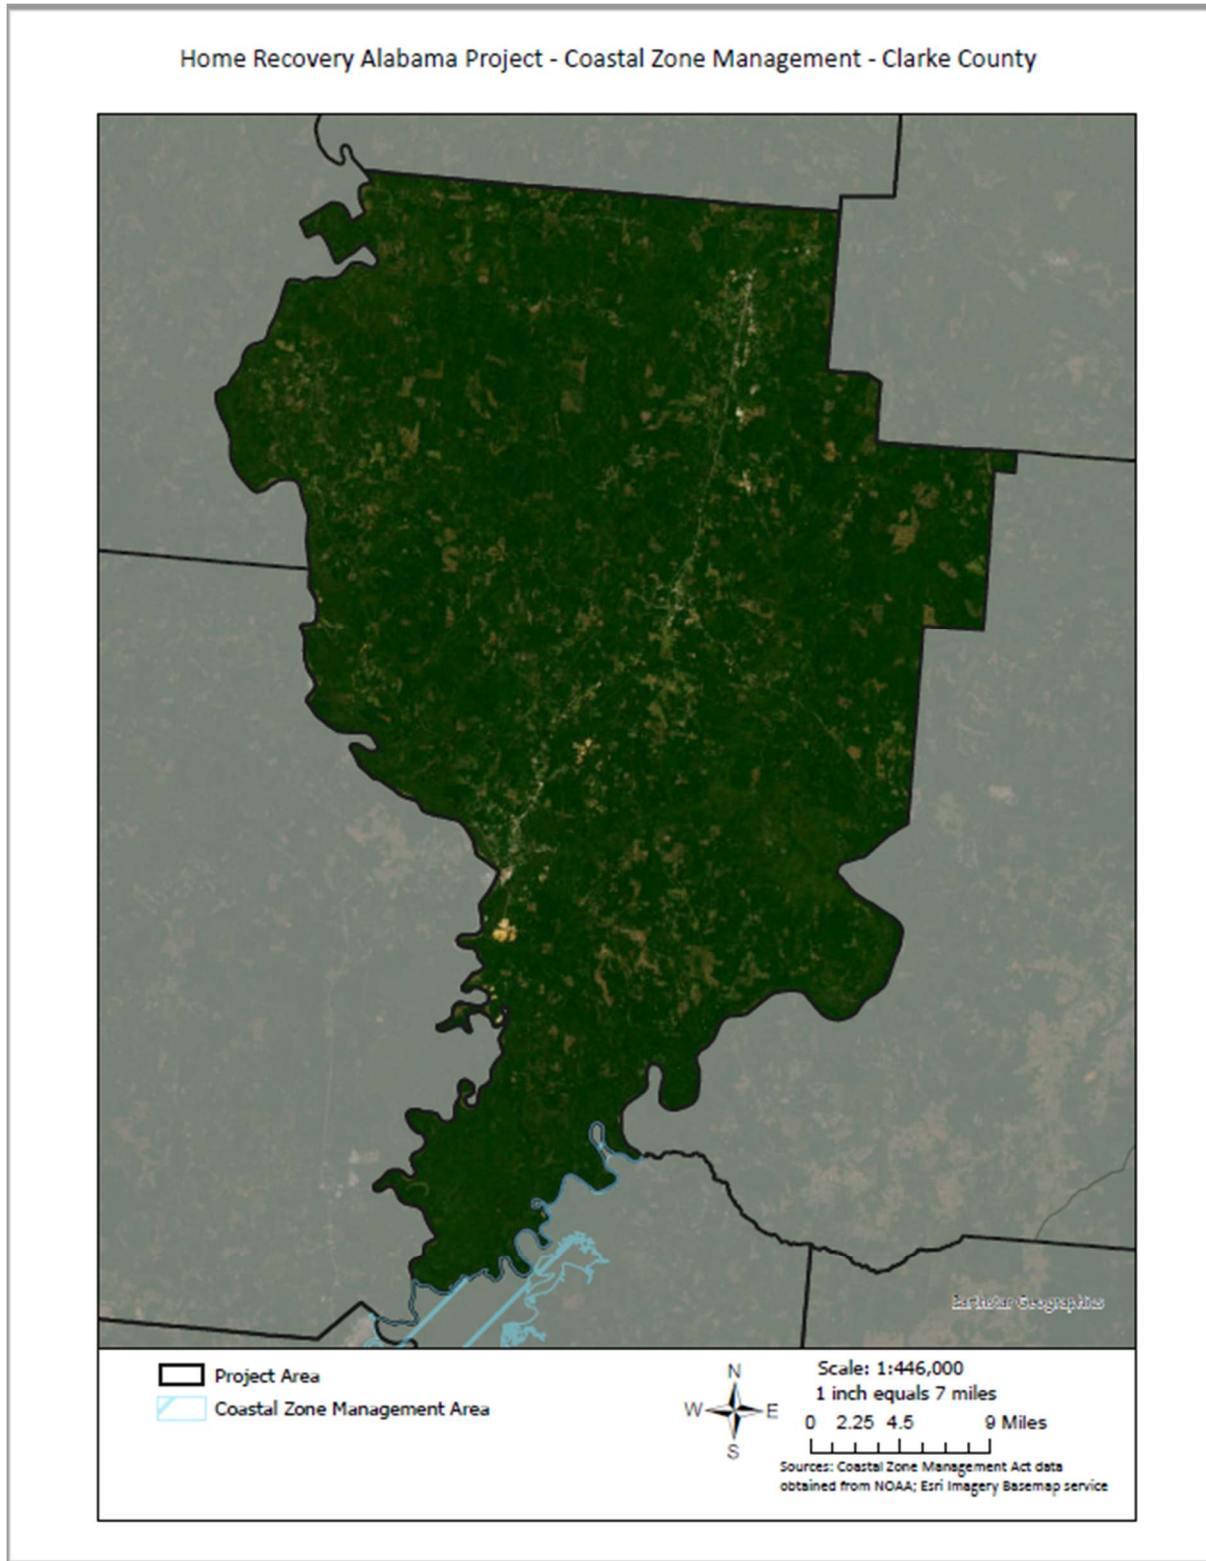 Home Recovery Alabama Project - Coastal Zone Management - Clarke County
Earthstar Geographics
Project Area
Coastal Zone Management Area
N
W E
S
Scale: 1:446,000
1 inch equals 7 miles
0 2.25 4.5 9 Miles
Sources: Coastal Zone Management Act data
obtained from NOAA; Esri Imagery Basemap service